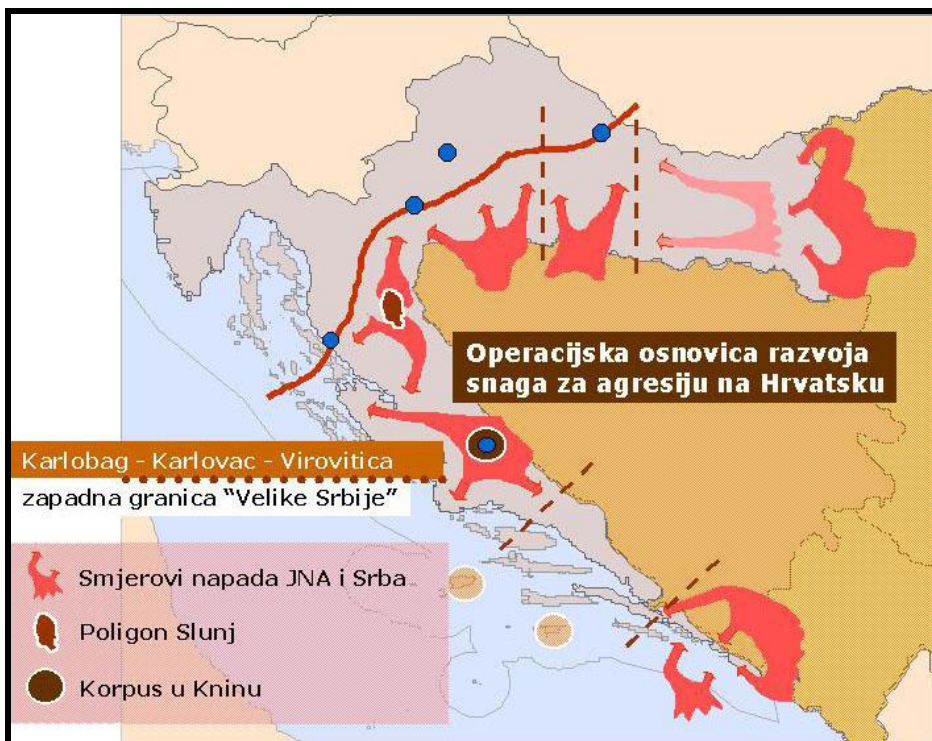 Operacijska osnovica razvoja
snaga za agresiju na Hrvatsku
Karlobag - Karlovac - Virovitica
zapadna granica "Velike Srbije"
Smjerovi napada JNA i Srba
Poligon Slunj
Korpus u Kninu